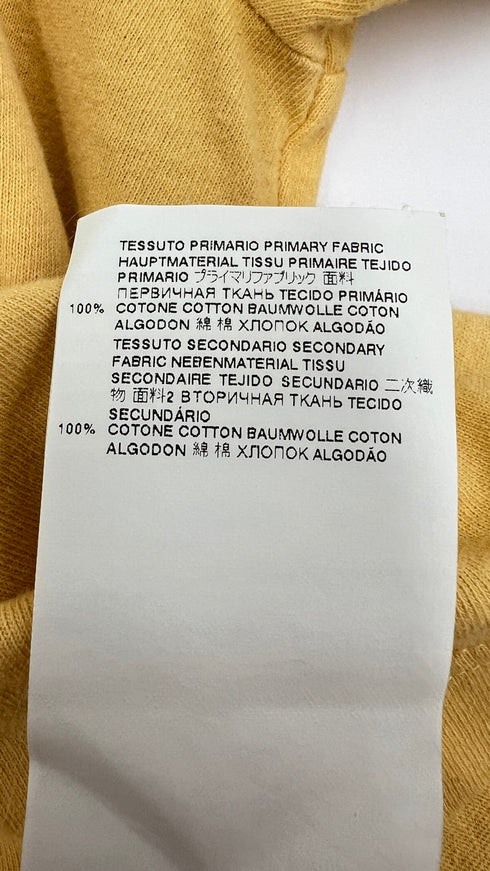 TESSUTO PRIMARIO PRIMARY FABRIC
HAUPTMATERIAL TISSU PRIMAIRE TEJIDO
PRIMARIO プライマリファブリック 面料
ПЕРВИЧНАЯ ТКАНЬ TECIDO PRIMÁRIO
100% COTONE COTTON BAUMWOLLE COTON
ALGODON 綿 棉 ХЛОПОК ALGODÃO
TESSUTO SECONDARIO SECONDARY
FABRIC NEBENMATERIAL TISSU
SECONDAIRE TEJIDO SECUNDARIO 二次織
物 面料2 ВТОРИЧНАЯ ТКАНЬ TECIDO
SECUNDÁRIO
100% COTONE COTTON BAUMWOLLE COTON
ALGODON 綿 棉 ХЛОПОК ALGODÃO